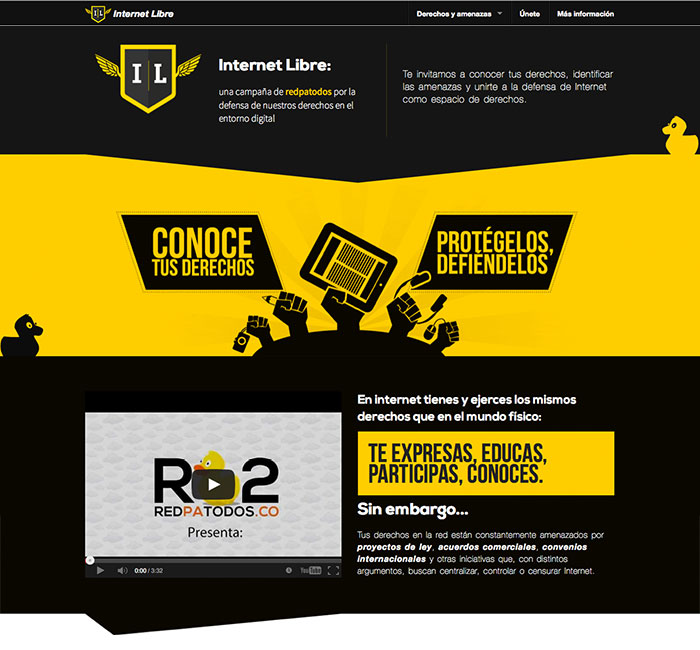 IL Internet Libre
Derechos y amenazas
Únete
Más información
I L
Internet Libre:
una campaña de redpatodos por la
defensa de nuestros derechos en el
entorno digital
Te invitamos a conocer tus derechos, identificar
las amenazas y unirte a la defensa de Internet
como espacio de derechos.
CONOCE
TUS DERECHOS
PROTÉGELOS,
DEFIÉNDELOS
R 2
REDPATODOS.CO
Presenta:
0:00 / 3:32
YouTube
En internet tienes y ejerces los mismos
derechos que en el mundo físico:
TE EXPRESAS, EDUCAS,
PARTICIPAS, CONOCES.
Sin embargo...
Tus derechos en la red están constantemente amenazados por
proyectos de ley, acuerdos comerciales, convenios
internacionales y otras iniciativas que, con distintos
argumentos, buscan centralizar, controlar o censurar Internet.